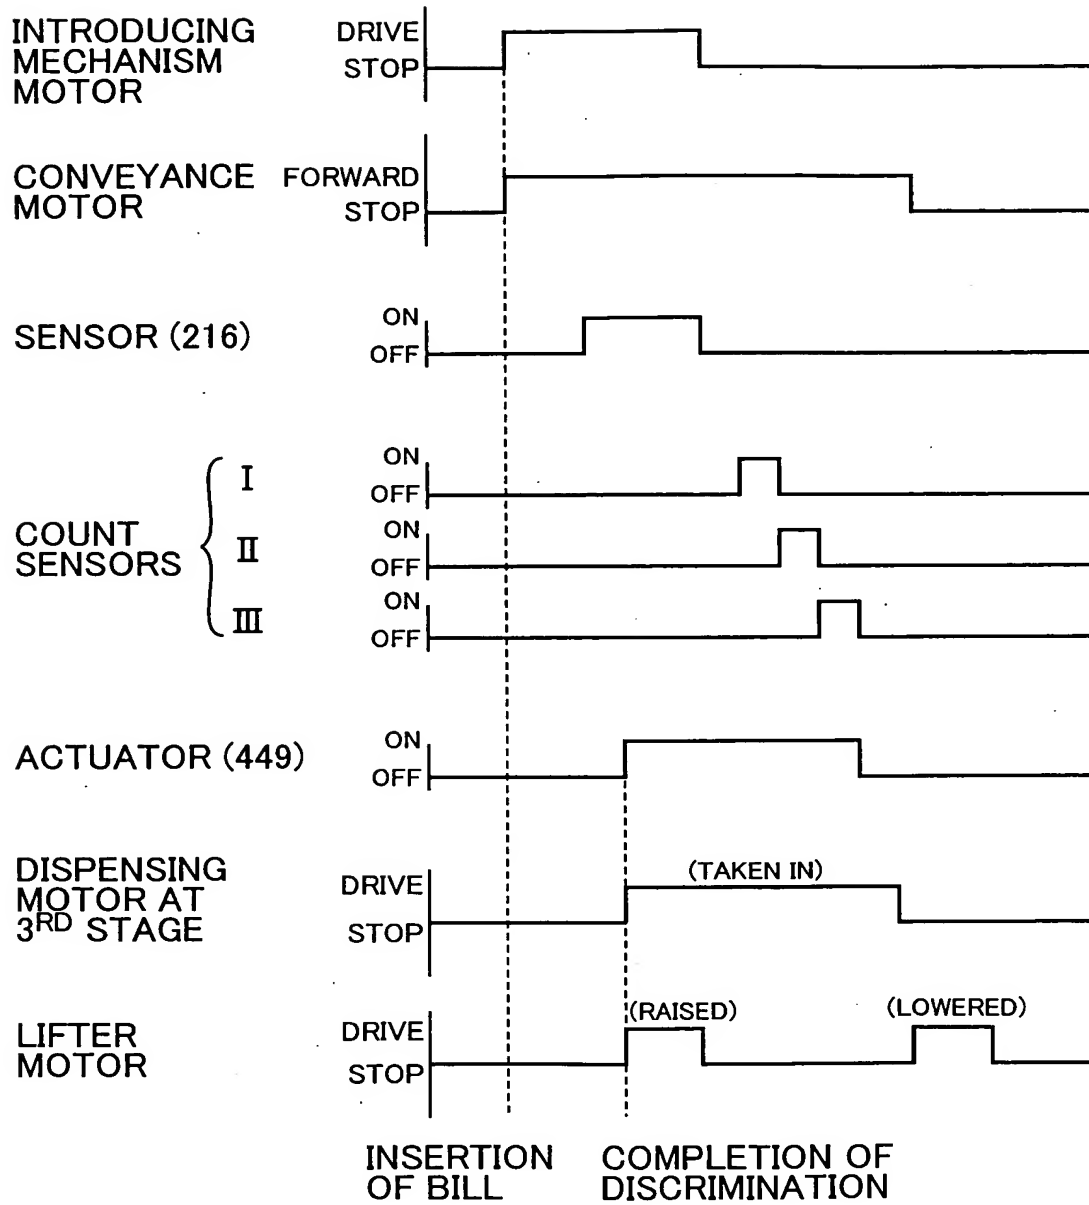 INTRODUCING
MECHANISM
MOTOR
DRIVE
STOP
CONVEYANCE
MOTOR
FORWARD
STOP
SENSOR (216)
ON
OFF
COUNT
SENSORS
I
ON
OFF
II
ON
OFF
III
ON
OFF
ACTUATOR (449)
ON
OFF
DISPENSING
MOTOR AT
3RD STAGE
DRIVE
STOP
(TAKEN IN)
LIFTER
MOTOR
DRIVE
STOP
(RAISED)
(LOWERED)
INSERTION
OF BILL
COMPLETION OF
DISCRIMINATION